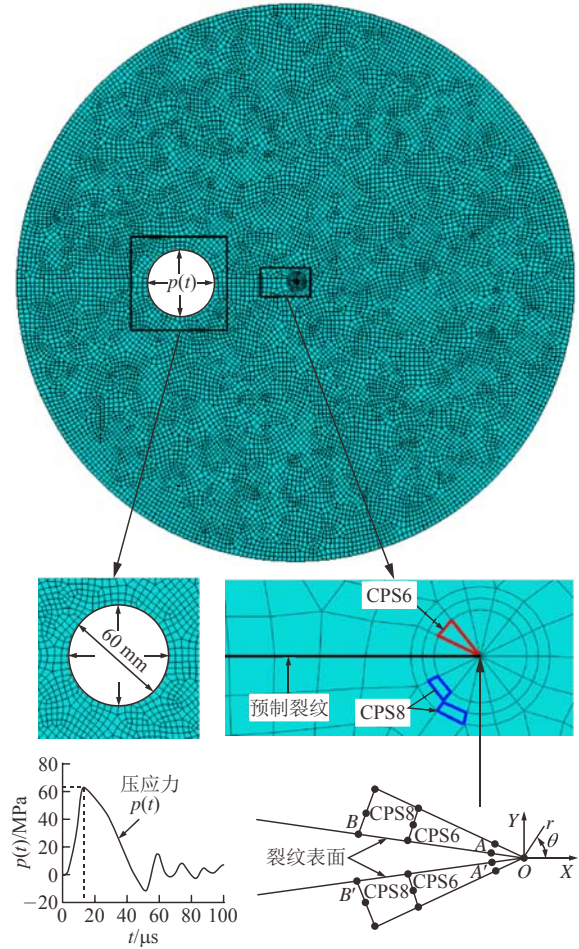 p(t)
60 mm
CPS6
预制裂纹
CPS8
80
60
40
20
0
−20
p(t)/MPa
压应力
p(t)
0 20 40 60 80 100
t/μs
B CPS8
CPS6 A
裂纹表面
B′ CPS8 CPS6 A′
Y r
θ
O X